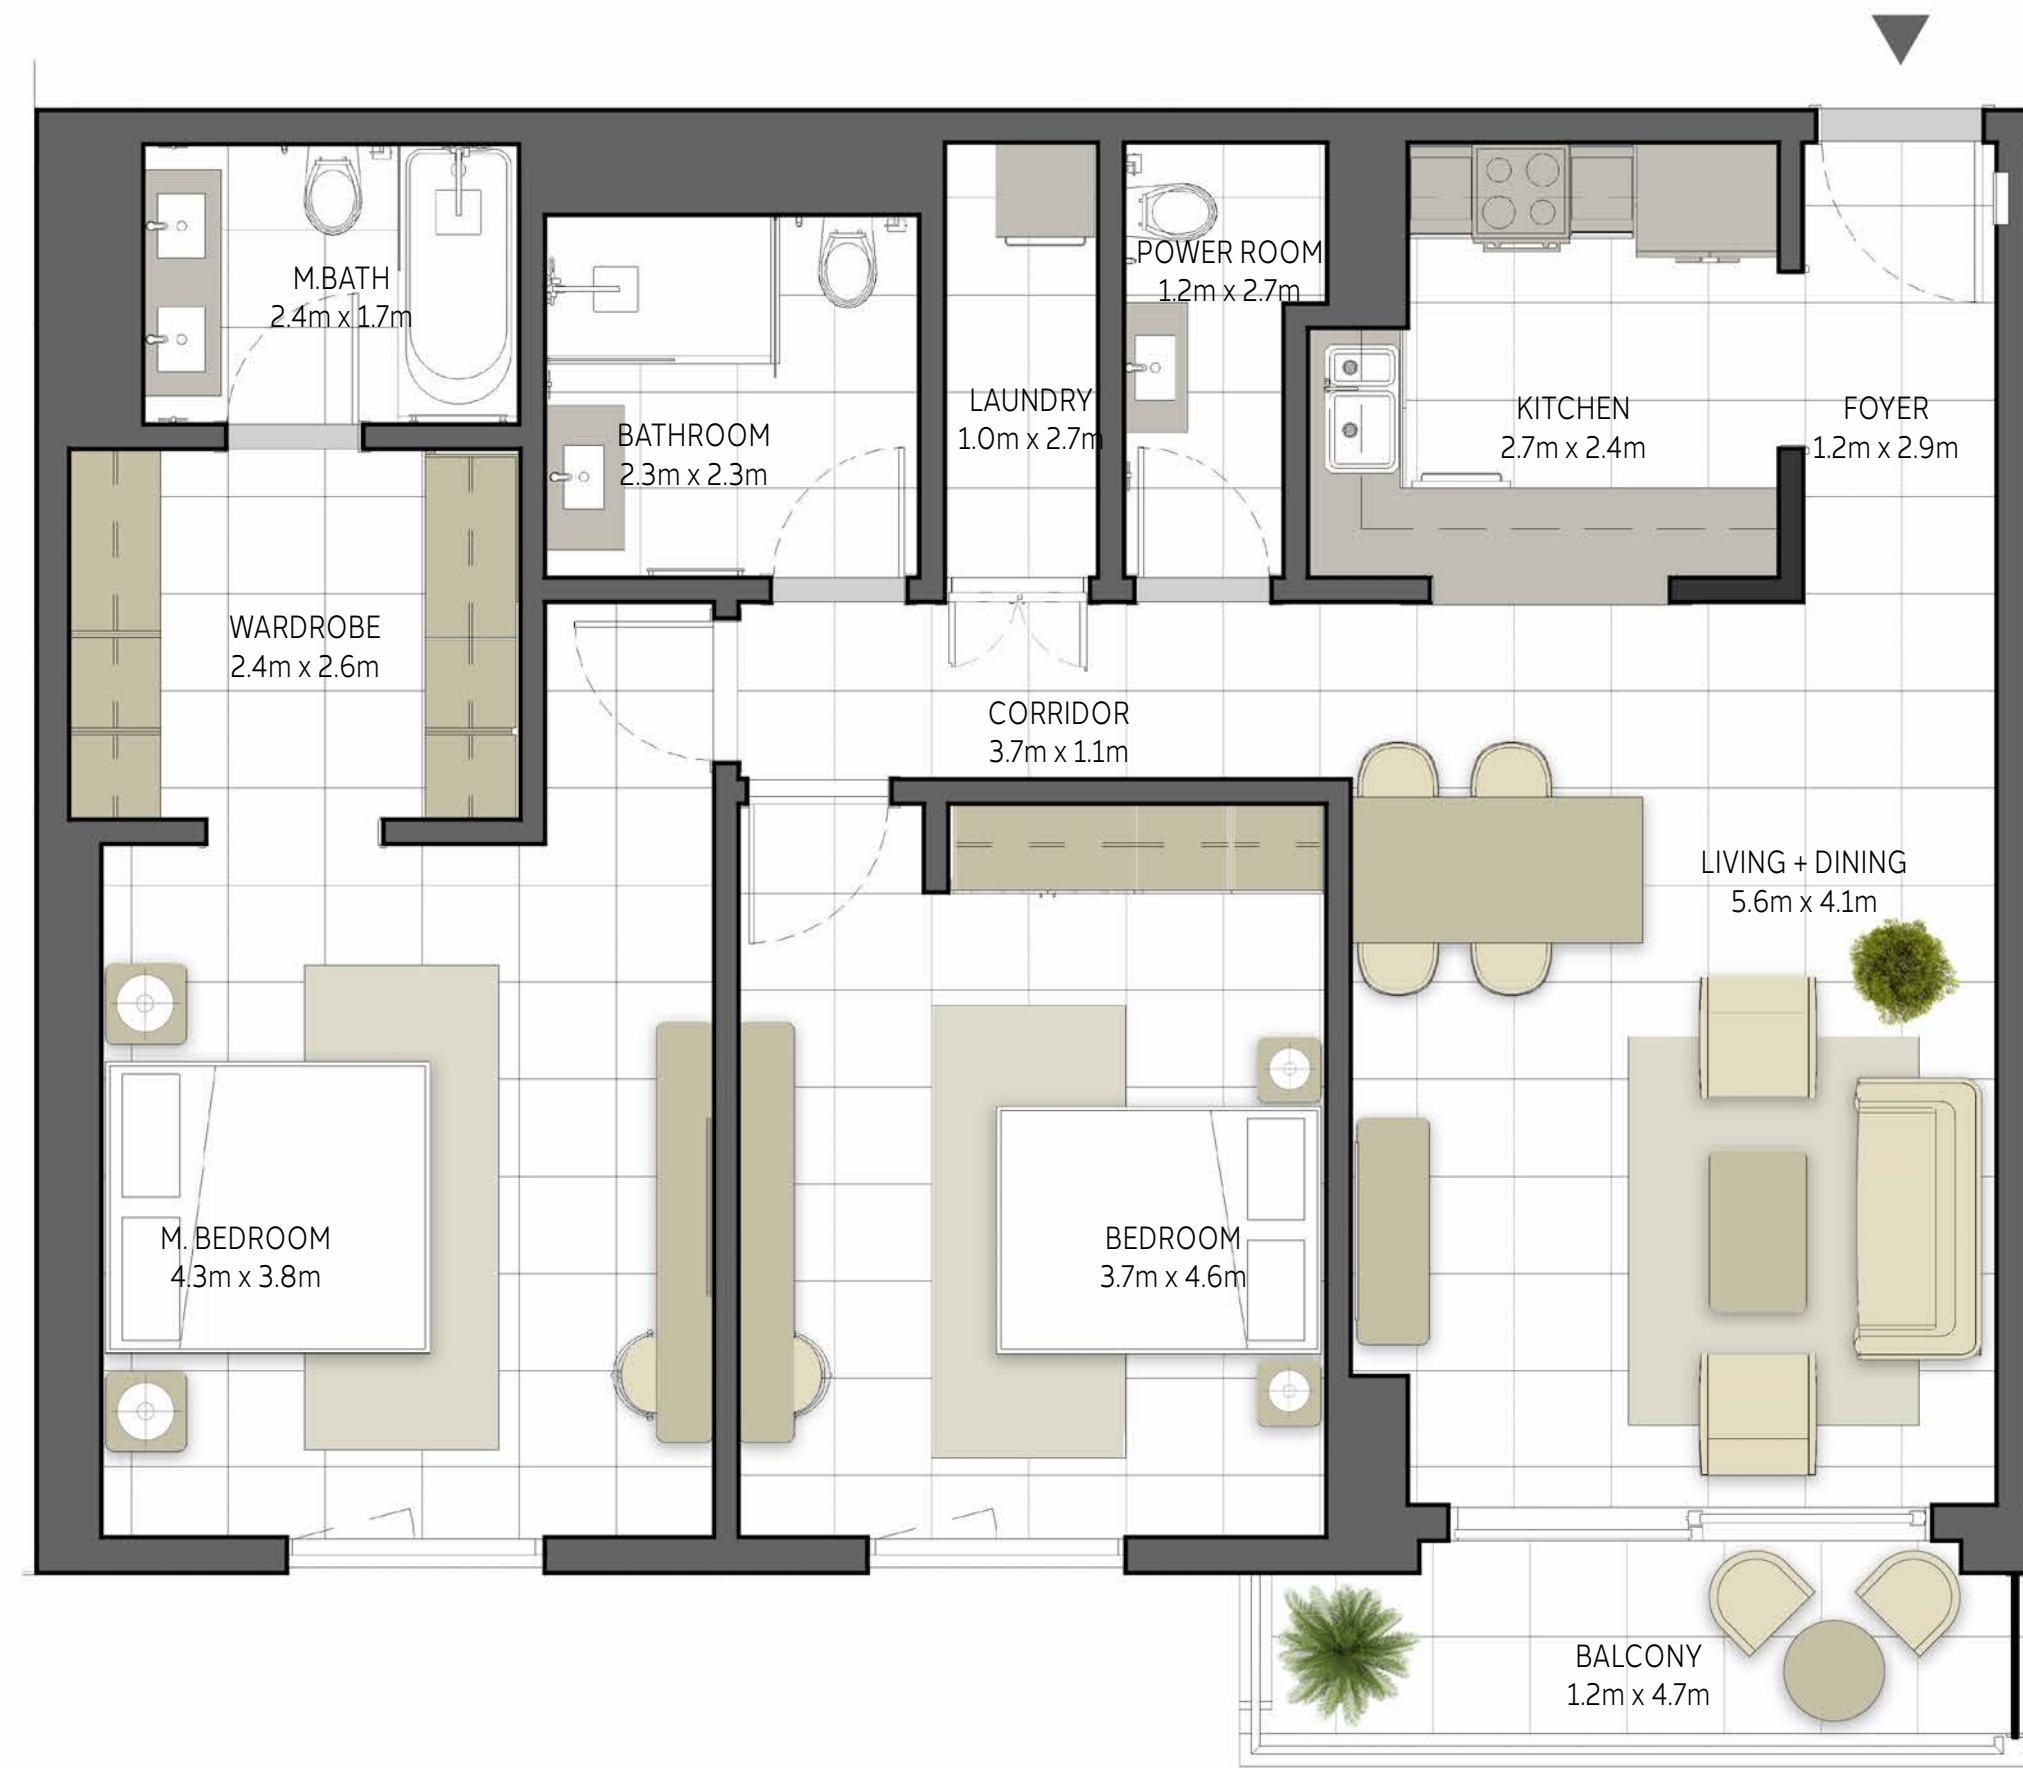 M.BATH
2.4m x 1.7m
POWER ROOM
1.2m x 2.7m
LAUNDRY
1.0m x 2.7m
KITCHEN
2.7m x 2.4m
FOYER
1.2m x 2.9m
BATHROOM
2.3m x 2.3m
WARDROBE
2.4m x 2.6m
CORRIDOR
3.7m x 1.1m
LIVING + DINING
5.6m x 4.1m
M. BEDROOM
4.3m x 3.8m
BEDROOM
3.7m x 4.6m
BALCONY
1.2m x 4.7m